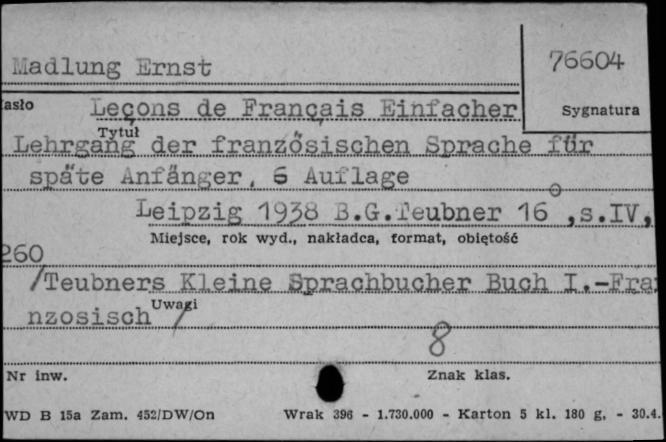 Madlung Ernst
76604
asło
Leçons de Français Einfacher
Sygnatura
Tytuł
Lehrgang der französischen Sprache für
späte Anfänger, 6 Auflage
Leipzig 1938 B.G.Teubner 16°,s.IV,
Miejsce, rok wyd., nakładca, format, objętość
260
/Teubners Kleine Sprachbucher Buch I.-Fra
Uwagi
nzosisch /
8
Nr inw.
Znak klas.
WD B 15a Zam. 452/DW/On
Wrak 396 - 1.730.000 - Karton 5 kl. 180 g, - 30.4.